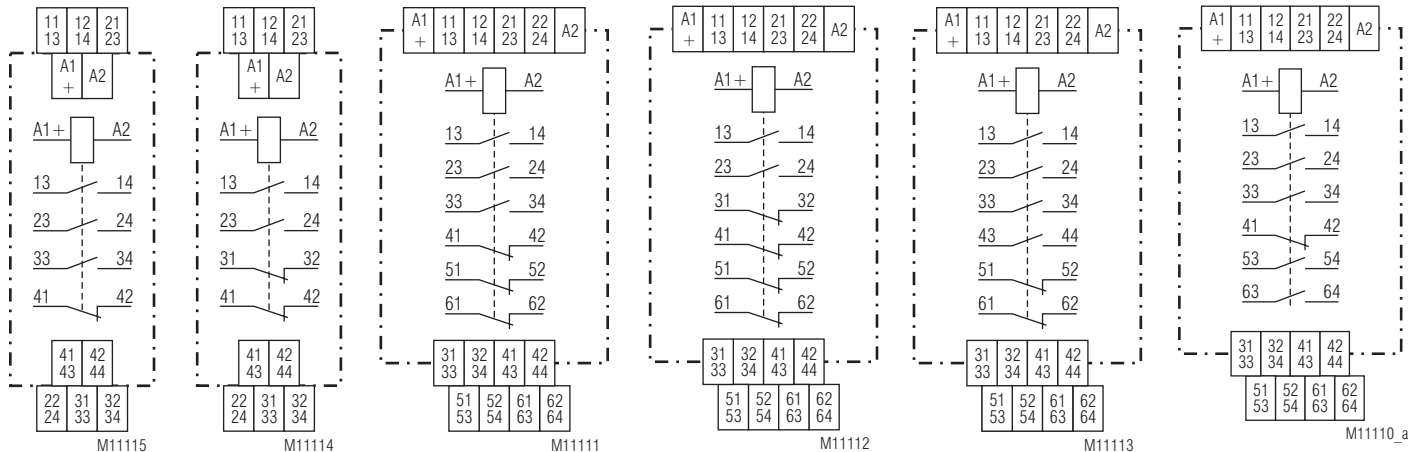 11 12 21
13 14 23
A1 A2
+
A1+ A2
13 14
23 24
33 34
41 42
41 42
43 44
22 31 32
24 33 34
M11115
11 12 21
13 14 23
A1 A2
+
A1+ A2
13 14
23 24
31 32
41 42
41 42
43 44
22 31 32
24 33 34
M11114
A1 11 12 21 22 A2
+ 13 14 23 24
A1+ A2
13 14
23 24
33 34
41 42
51 52
61 62
31 32 41 42
33 34 43 44
51 52 61 62
53 54 63 64
M11111
A1 11 12 21 22 A2
+ 13 14 23 24
A1+ A2
13 14
23 24
31 32
41 42
51 52
61 62
31 32 41 42
33 34 43 44
51 52 61 62
53 54 63 64
M11112
A1 11 12 21 22 A2
+ 13 14 23 24
A1+ A2
13 14
23 24
33 34
43 44
51 52
61 62
31 32 41 42
33 34 43 44
51 52 61 62
53 54 63 64
M11113
A1 11 12 21 22 A2
+ 13 14 23 24
A1+ A2
13 14
23 24
33 34
41 42
53 54
63 64
31 32 41 42
33 34 43 44
51 52 61 62
53 54 63 64
M11110_a